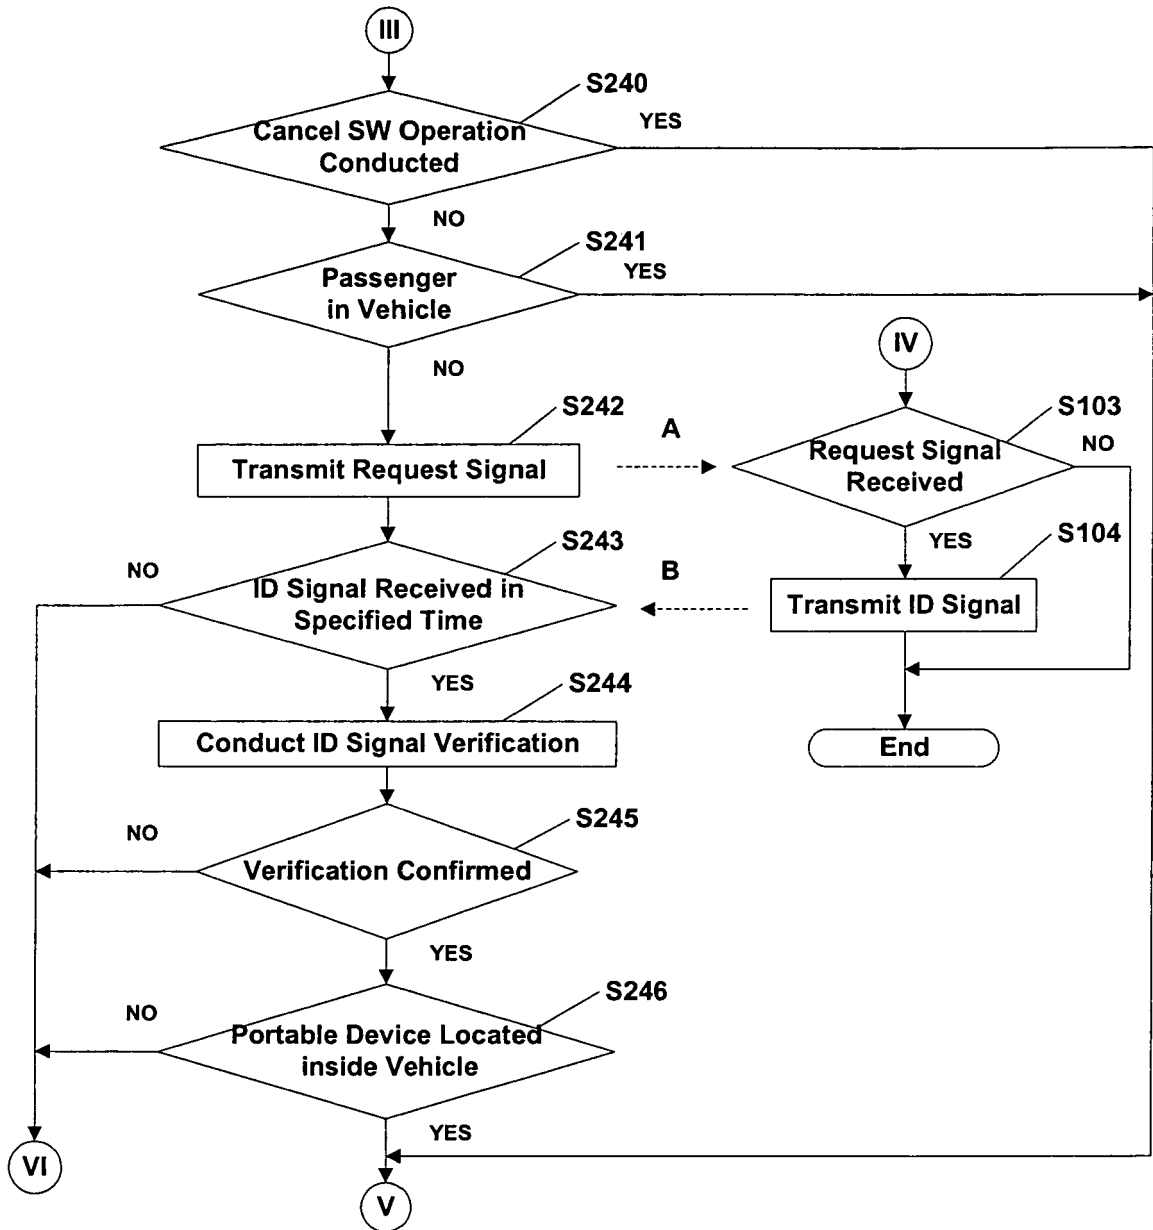 III
S240
Cancel SW Operation
Conducted
YES
NO
S241
Passenger
in Vehicle
YES
NO
IV
S242
Transmit Request Signal
A
S103
Request Signal
Received
NO
YES
S243
NO
ID Signal Received in
Specified Time
B
S104
Transmit ID Signal
YES
S244
Conduct ID Signal Verification
End
S245
NO
Verification Confirmed
YES
S246
NO
Portable Device Located
inside Vehicle
YES
VI
V